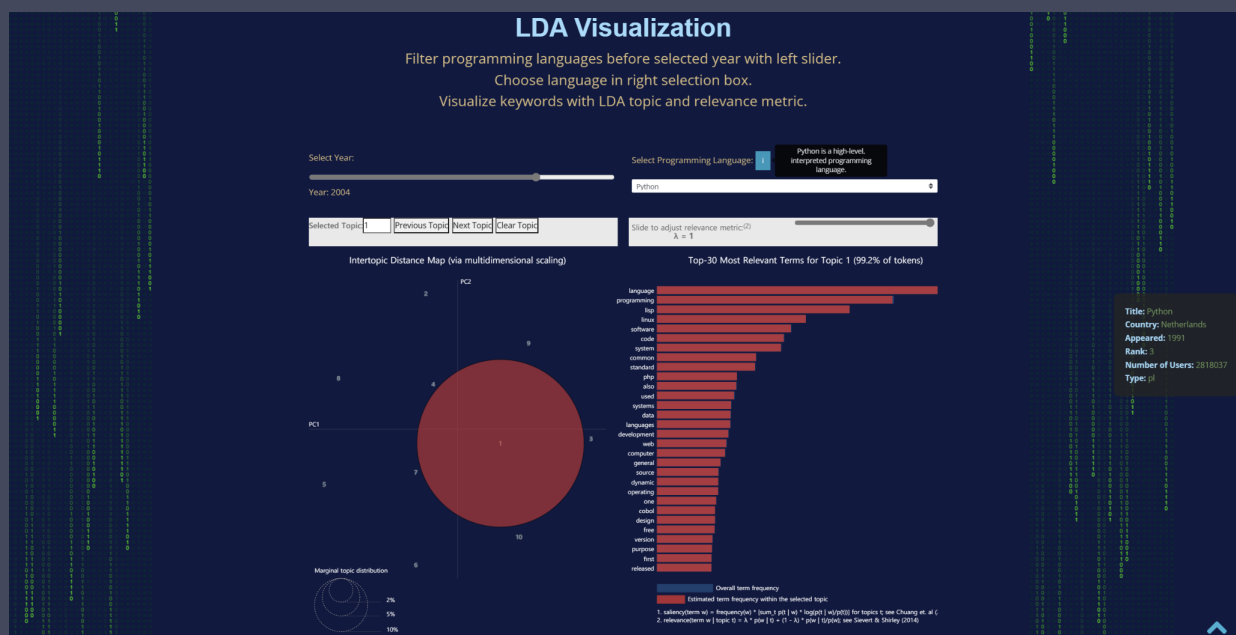 LDA Visualization
Filter programming languages before selected year with left slider.
Choose language in right selection box.
Visualize keywords with LDA topic and relevance metric.
Select Year:
Year: 2004
Select Programming Language:
i
Python is a high-level,
interpreted programming
language.
Python
Selected Topic: 1 Previous Topic Next Topic Clear Topic
Slide to adjust relevance metric:(2)
λ = 1
Intertopic Distance Map (via multidimensional scaling)
PC2
2
9
8
4
PC1
1
3
7
5
10
6
Marginal topic distribution
2%
5%
10%
Top-30 Most Relevant Terms for Topic 1 (99.2% of tokens)
language
programming
lisp
linux
software
code
system
common
standard
php
also
used
systems
data
languages
development
web
computer
general
source
dynamic
operating
one
cobol
design
free
version
purpose
first
released
Overall term frequency
Estimated term frequency within the selected topic
1. saliency(term w) = frequency(w) * [sum_t p(t | w) * log(p(t | w)/p(t))] for topics t; see Chuang et. al (
2. relevance(term w | topic t) = λ * p(w | t) + (1 - λ) * p(w | t)/p(w); see Sievert & Shirley (2014)
Title: Python
Country: Netherlands
Appeared: 1991
Rank: 3
Number of Users: 2818037
Type: pl